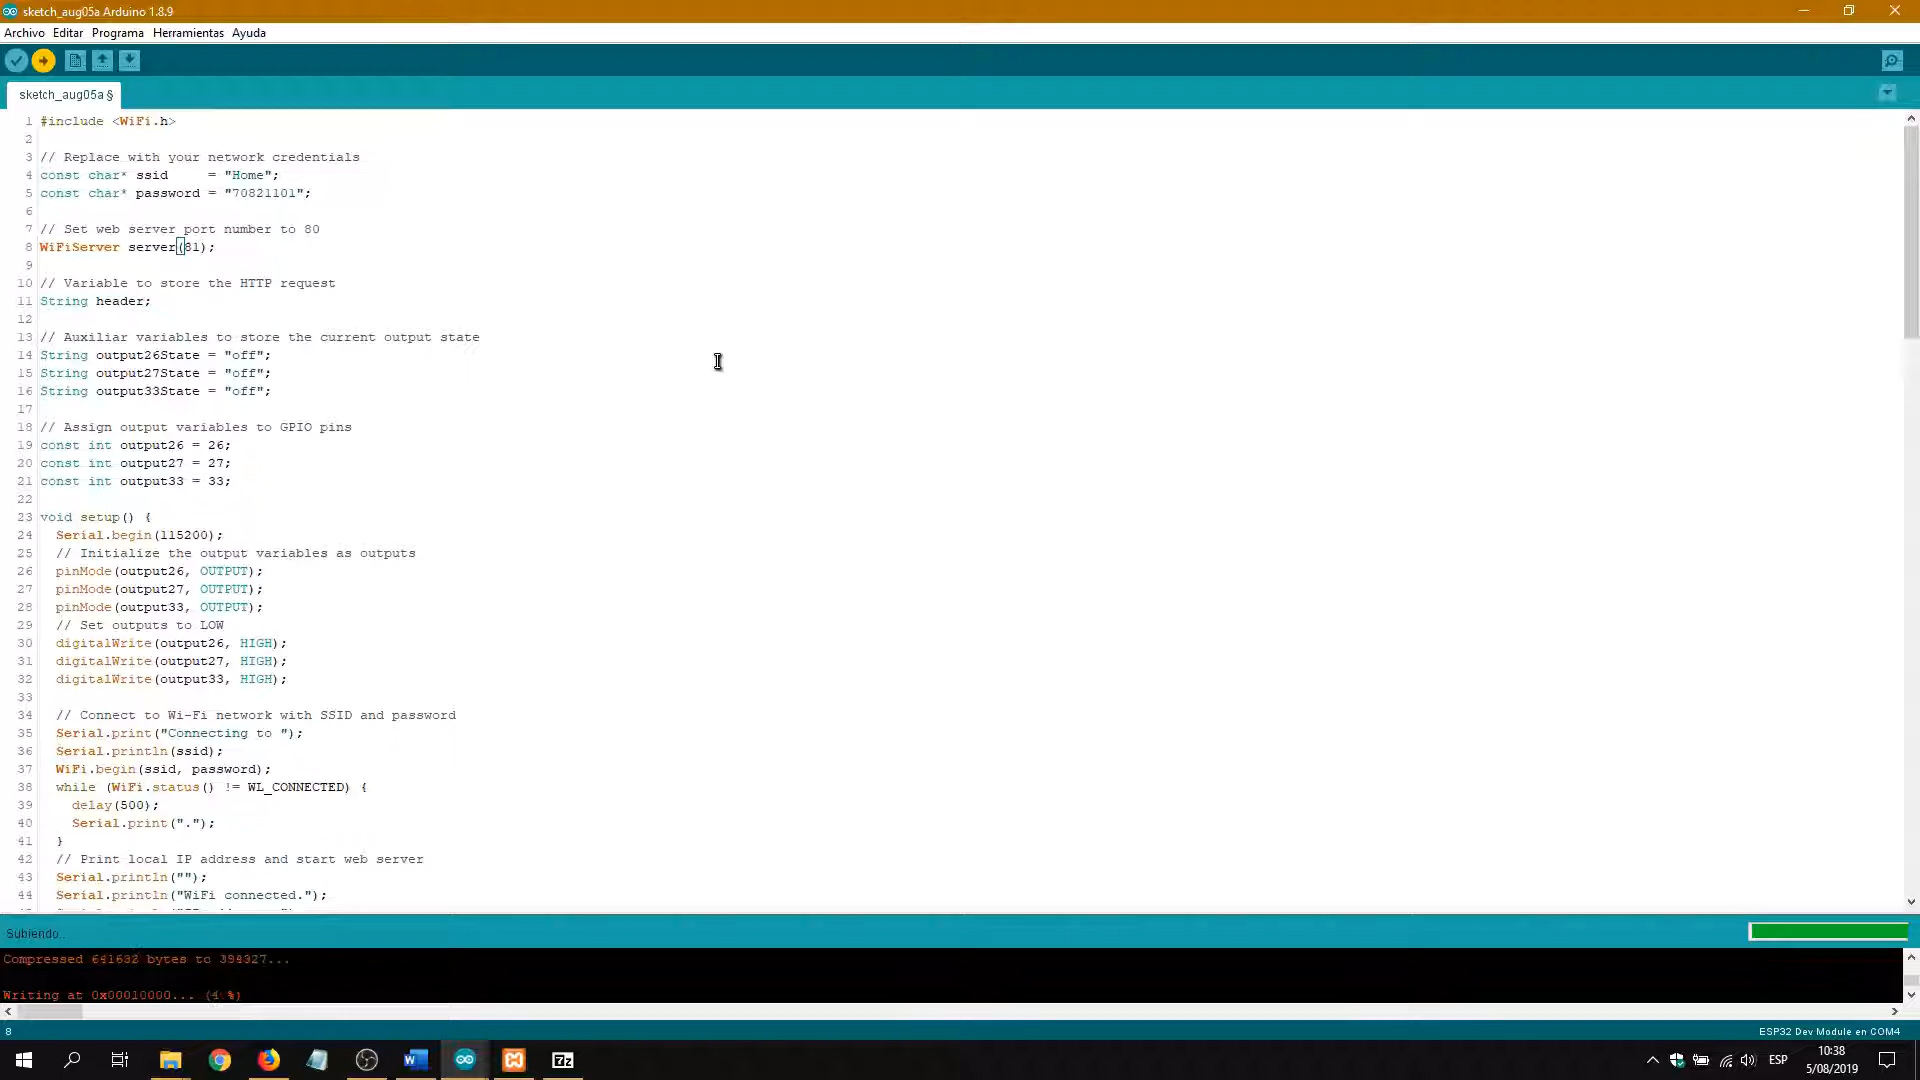 sketch_aug05a Arduino 1.8.9
Archivo Editar Programa Herramientas Ayuda
sketch_aug05a §
1 #include <WiFi.h>
2
3 // Replace with your network credentials
4 const char* ssid     = "Home";
5 const char* password = "70821101";
6
7 // Set web server port number to 80
8 WiFiServer server(81);
9
10 // Variable to store the HTTP request
11 String header;
12
13 // Auxiliar variables to store the current output state
14 String output26State = "off";
15 String output27State = "off";
16 String output33State = "off";
17
18 // Assign output variables to GPIO pins
19 const int output26 = 26;
20 const int output27 = 27;
21 const int output33 = 33;
22
23 void setup() {
24   Serial.begin(115200);
25   // Initialize the output variables as outputs
26   pinMode(output26, OUTPUT);
27   pinMode(output27, OUTPUT);
28   pinMode(output33, OUTPUT);
29   // Set outputs to LOW
30   digitalWrite(output26, HIGH);
31   digitalWrite(output27, HIGH);
32   digitalWrite(output33, HIGH);
33
34   // Connect to Wi-Fi network with SSID and password
35   Serial.print("Connecting to ");
36   Serial.println(ssid);
37   WiFi.begin(ssid, password);
38   while (WiFi.status() != WL_CONNECTED) {
39     delay(500);
40     Serial.print(".");
41   }
42   // Print local IP address and start web server
43   Serial.println("");
44   Serial.println("WiFi connected.");
Subiendo...
Compressed 641632 bytes to 394327...
Writing at 0x00010000... (4 %)
8
ESP32 Dev Module en COM4
W
7z
ESP
10:38
5/08/2019